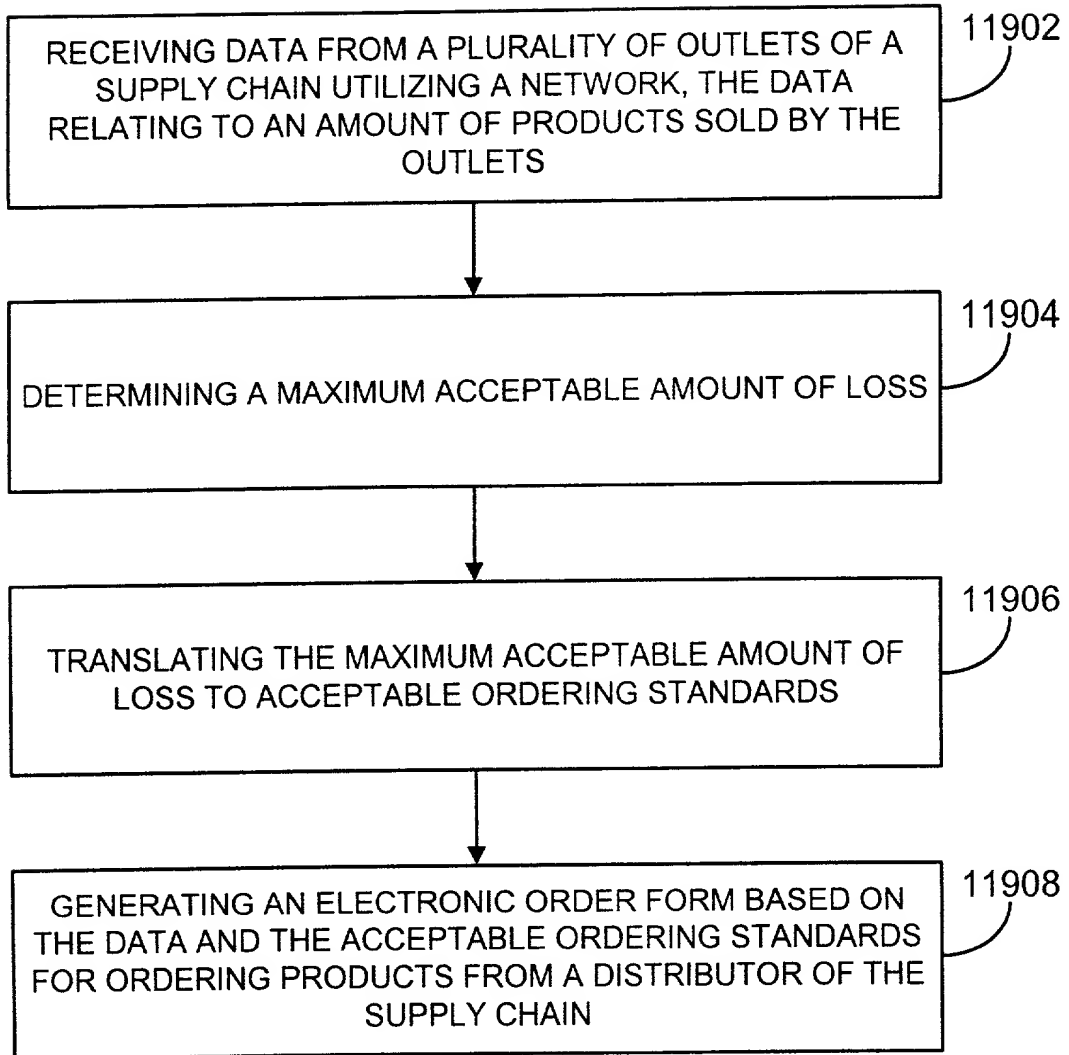 11902
RECEIVING DATA FROM A PLURALITY OF OUTLETS OF A
SUPPLY CHAIN UTILIZING A NETWORK, THE DATA
RELATING TO AN AMOUNT OF PRODUCTS SOLD BY THE
OUTLETS
11904
DETERMINING A MAXIMUM ACCEPTABLE AMOUNT OF LOSS
11906
TRANSLATING THE MAXIMUM ACCEPTABLE AMOUNT OF
LOSS TO ACCEPTABLE ORDERING STANDARDS
11908
GENERATING AN ELECTRONIC ORDER FORM BASED ON
THE DATA AND THE ACCEPTABLE ORDERING STANDARDS
FOR ORDERING PRODUCTS FROM A DISTRIBUTOR OF THE
SUPPLY CHAIN